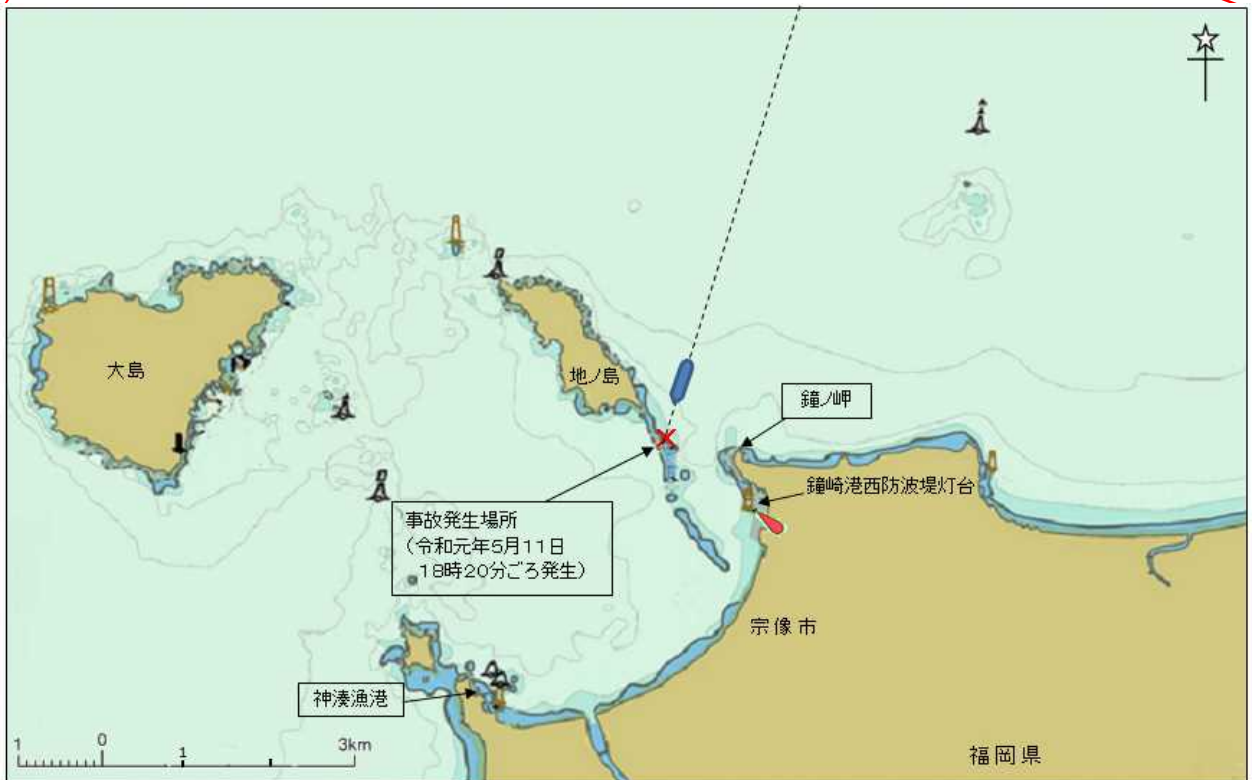 大島
地ノ島
鐘ノ岬
鐘崎港西防波堤灯台
事故発生場所
(令和元年5月11日
18時20分ごろ発生)
宗像市
神湊漁港
福岡県
1 0 1 3km